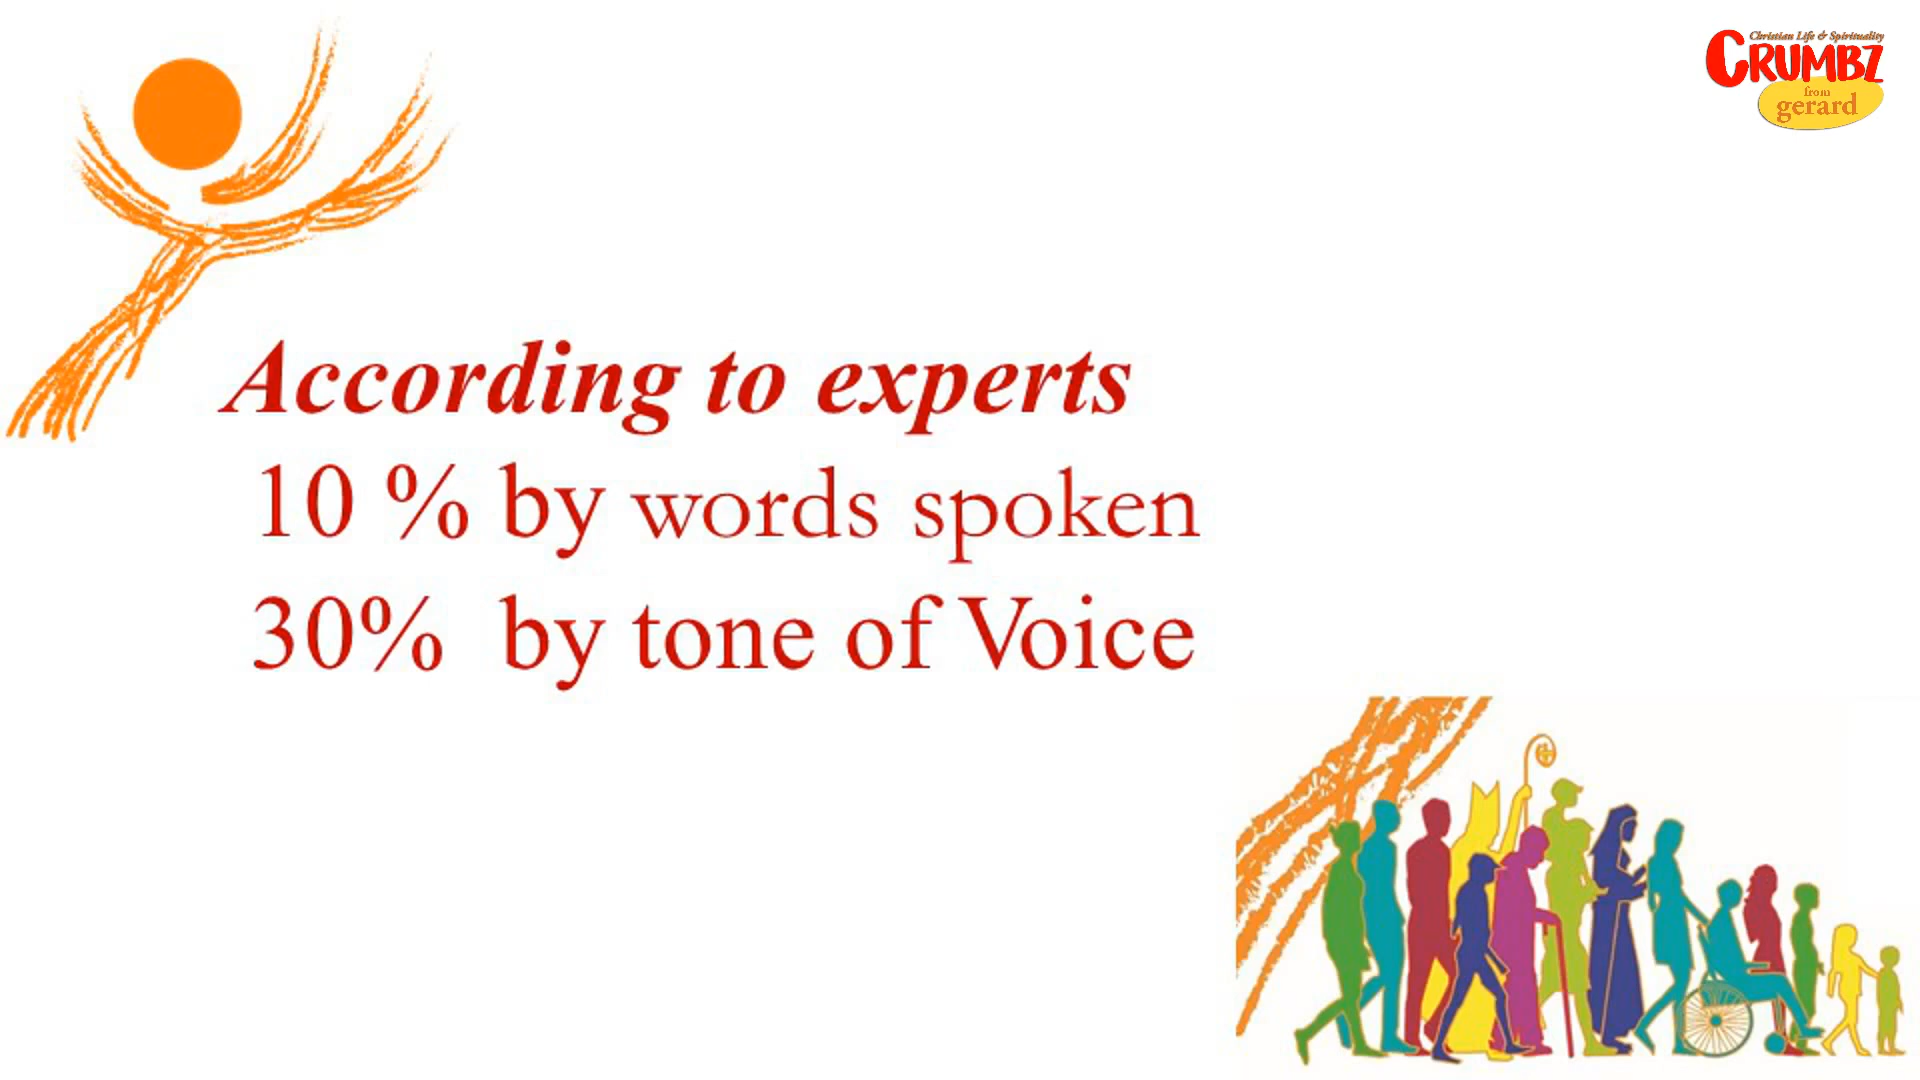 Christian Life & Spirituality
CRUMBZ
from
gerard
According to experts
10 % by words spoken
30% by tone of Voice